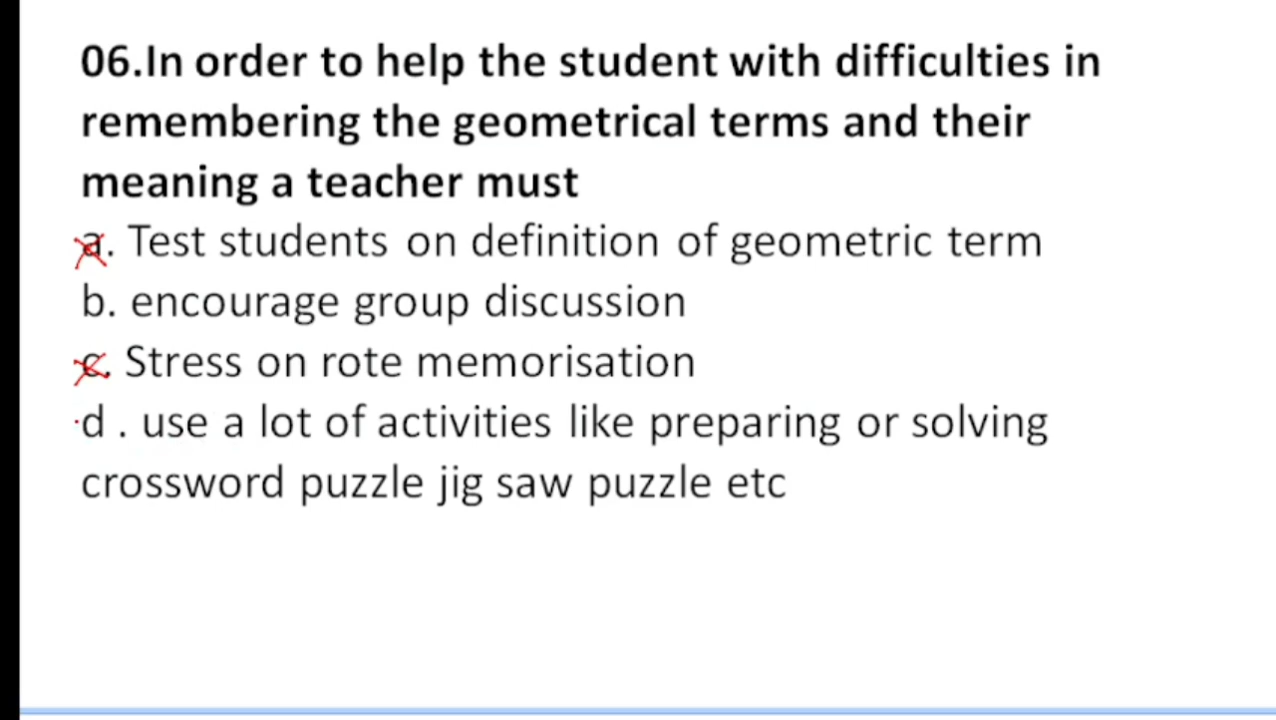 06.In order to help the student with difficulties in
remembering the geometrical terms and their
meaning a teacher must
a. Test students on definition of geometric term
b. encourage group discussion
c. Stress on rote memorisation
d . use a lot of activities like preparing or solving
crossword puzzle jig saw puzzle etc